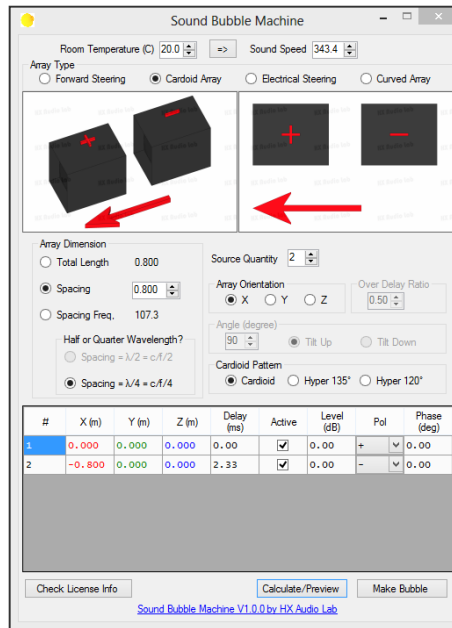 Sound Bubble Machine
Room Temperature (C) 20.0 => Sound Speed 343.4
Array Type
Forward Steering Cardoid Array Electrical Steering Curved Array
+ − + −
Array Dimension
Total Length 0.800 Source Quantity 2
Spacing 0.800 Array Orientation Over Delay Ratio
X Y Z 0.50
Spacing Freq. 107.3
Angle (degree)
Half or Quarter Wavelength? 90 Tilt Up Tilt Down
Spacing = λ/2 = c/f/2
Cardioid Pattern
Spacing = λ/4 = c/f/4 Cardioid Hyper 135° Hyper 120°
# X (m) Y (m) Z (m) Delay (ms) Active Level (dB) Pol Phase (deg)
1 0.000 0.000 0.000 0.00 0.00 + 0.00
2 -0.800 0.000 0.000 2.33 0.00 − 0.00
Check License Info Calculate/Preview Make Bubble
Sound Bubble Machine V1.0.0 by HX Audio Lab